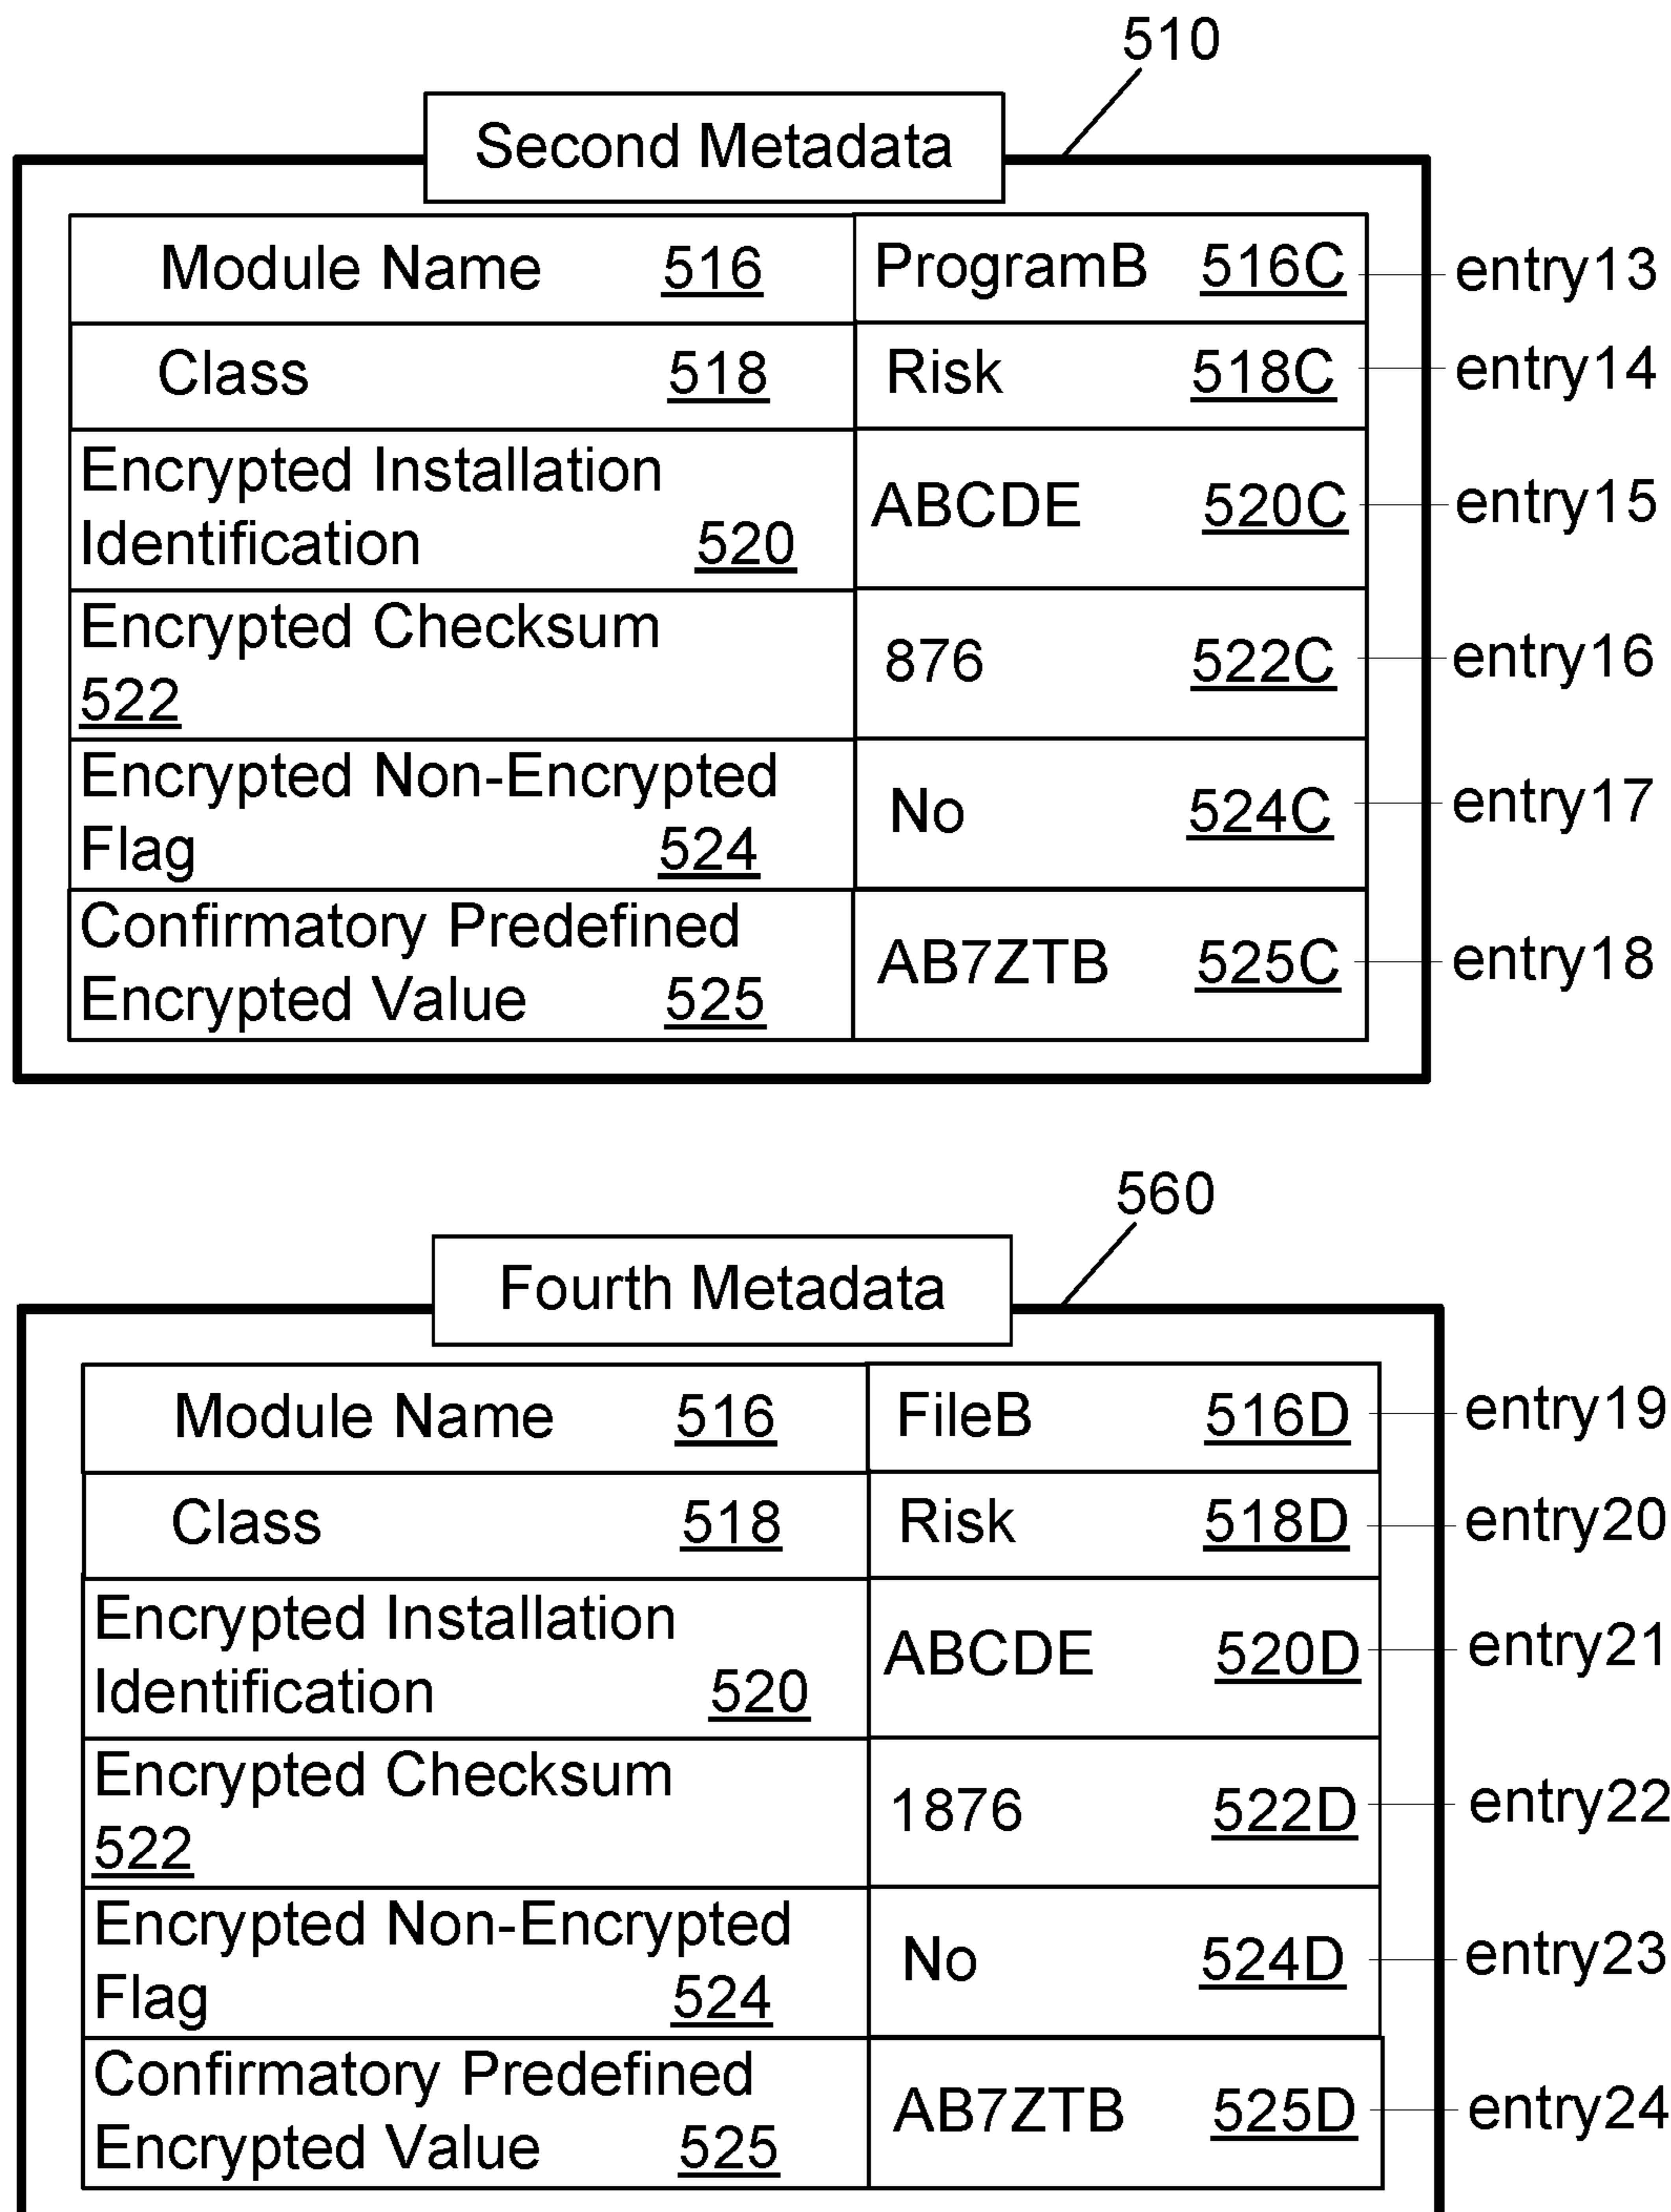 510
Second Metadata
Module Name 516 ProgramB 516C entry13
Class 518 Risk 518C entry14
Encrypted Installation
Identification 520 ABCDE 520C entry15
Encrypted Checksum
522 876 522C entry16
Encrypted Non-Encrypted
Flag 524 No 524C entry17
Confirmatory Predefined
Encrypted Value 525 AB7ZTB 525C entry18
560
Fourth Metadata
Module Name 516 FileB 516D entry19
Class 518 Risk 518D entry20
Encrypted Installation
Identification 520 ABCDE 520D entry21
Encrypted Checksum
522 1876 522D entry22
Encrypted Non-Encrypted
Flag 524 No 524D entry23
Confirmatory Predefined
Encrypted Value 525 AB7ZTB 525D entry24